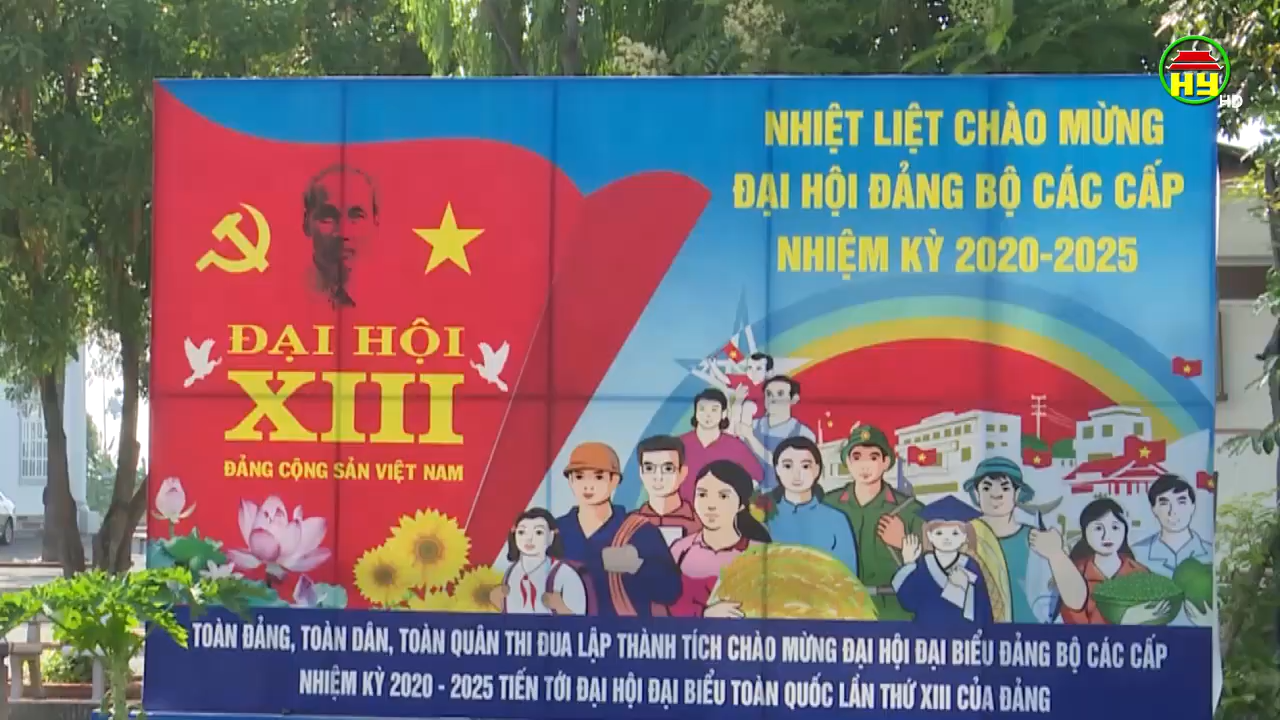 HY
HD
NHIỆT LIỆT CHÀO MỪNG
ĐẠI HỘI ĐẢNG BỘ CÁC CẤP
NHIỆM KỲ 2020-2025
ĐẠI HỘI
XIII
ĐẢNG CỘNG SẢN VIỆT NAM
TOÀN ĐẢNG, TOÀN DÂN, TOÀN QUÂN THI ĐUA LẬP THÀNH TÍCH CHÀO MỪNG ĐẠI HỘI ĐẠI BIỂU ĐẢNG BỘ CÁC CẤP
NHIỆM KỲ 2020 - 2025 TIẾN TỚI ĐẠI HỘI ĐẠI BIỂU TOÀN QUỐC LẦN THỨ XIII CỦA ĐẢNG